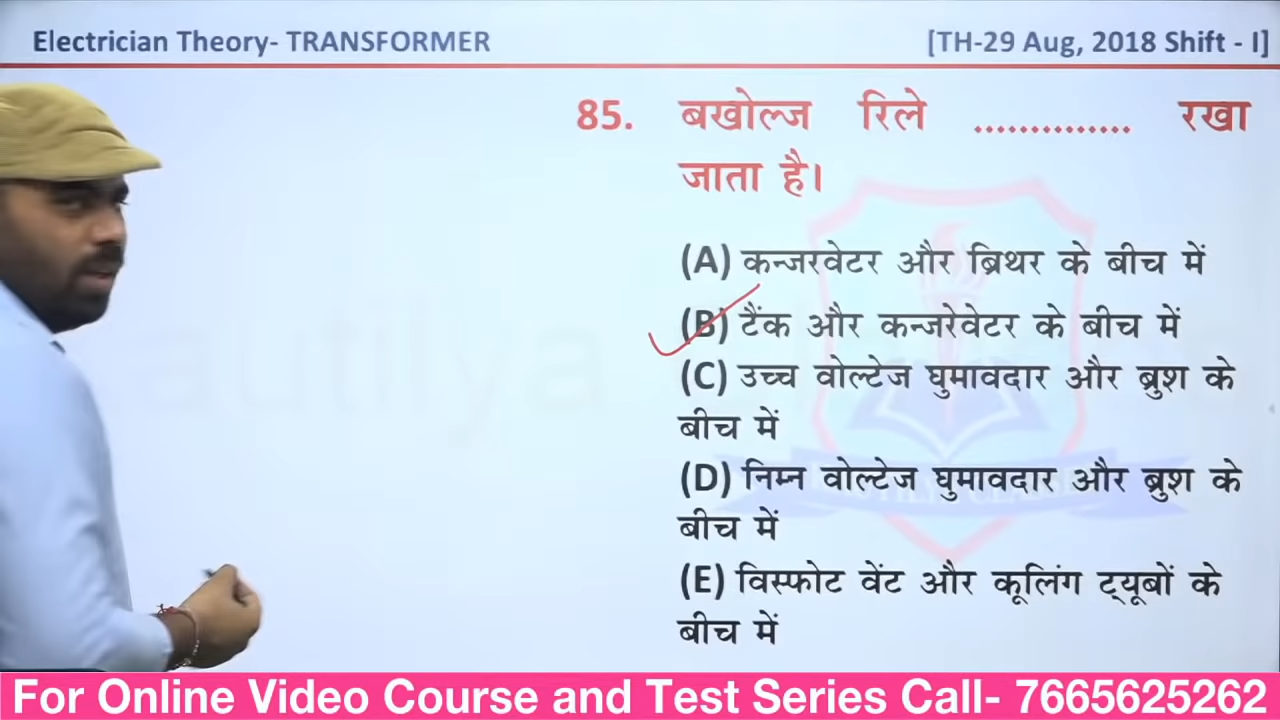 Electrician Theory- TRANSFORMER
[TH-29 Aug, 2018 Shift - I]
85. बखोल्ज रिले .............. रखा
जाता है।
(A) कन्जरवेटर और ब्रिथर के बीच में
(B) टैंक और कन्जरेवेटर के बीच में
(C) उच्च वोल्टेज घुमावदार और ब्रुश के
बीच में
(D) निम्न वोल्टेज घुमावदार और ब्रुश के
बीच में
(E) विस्फोट वेंट और कूलिंग ट्यूबों के
बीच में
For Online Video Course and Test Series Call- 7665625262